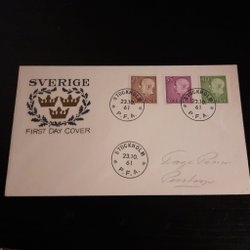 SVERIGE
FIRST DAY COVER
STOCKHOLM
23.10.
61
P.F.A.
STOCKHOLM
23.10.
61
P.F.A.
STOCKHOLM
23.10.
61
P.F.A.